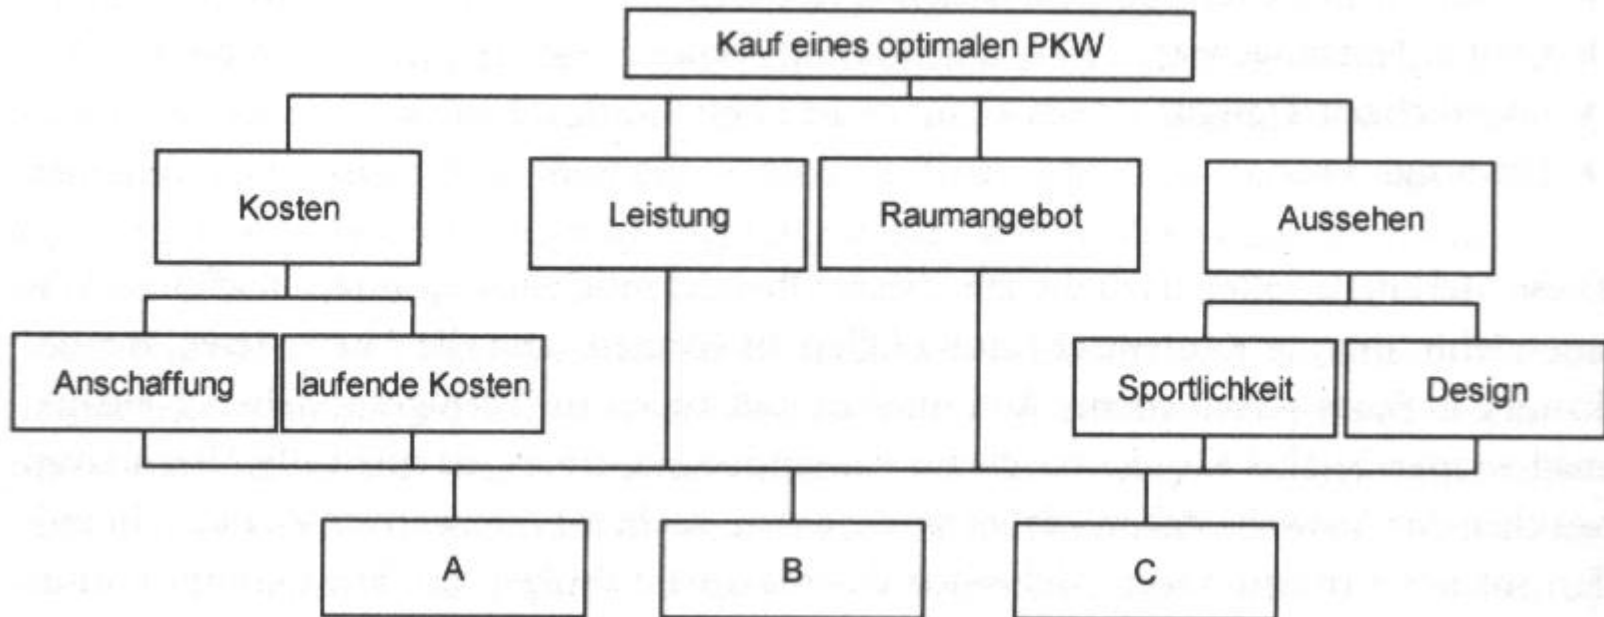 Kauf eines optimalen PKW
Kosten
Leistung
Raumangebot
Aussehen
Anschaffung
laufende Kosten
Sportlichkeit
Design
A
B
C